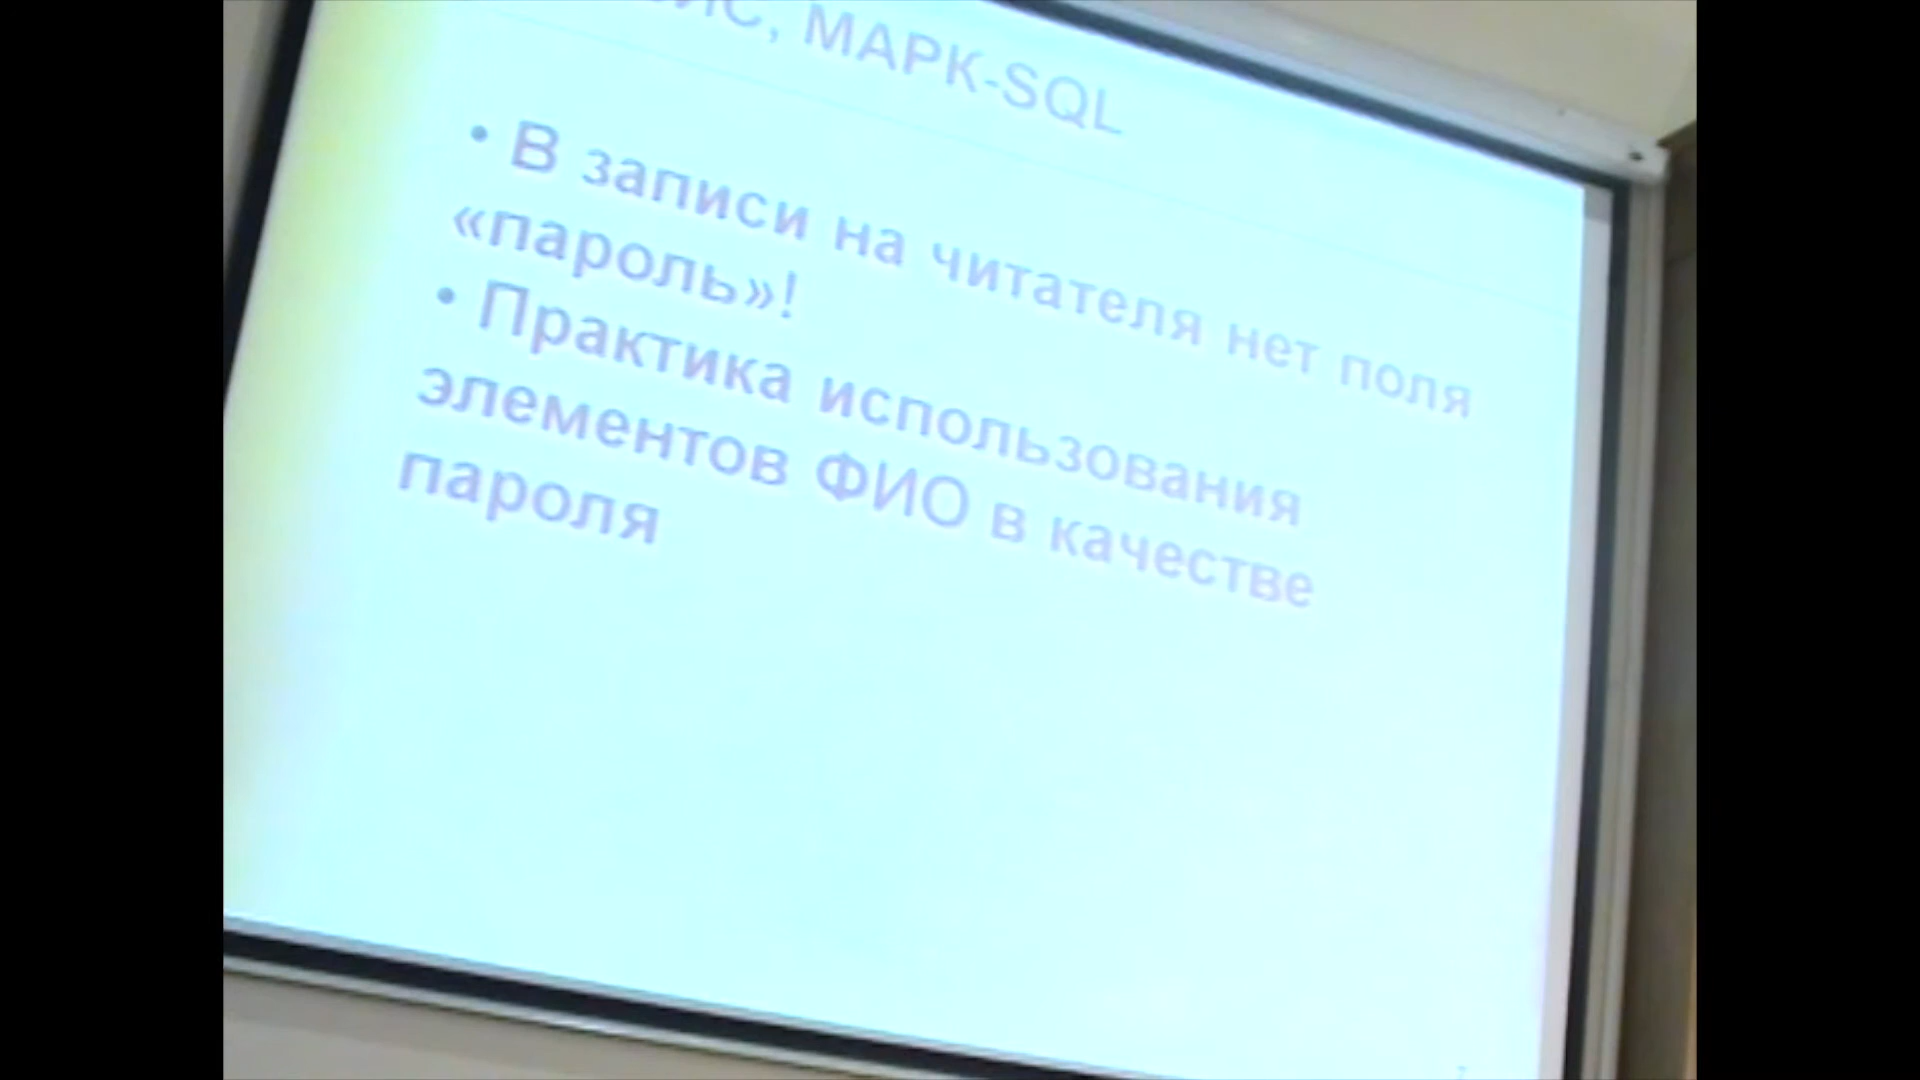 МАРК-SQL
• В записи на читателя нет поля
«пароль»!
• Практика использования
элементов ФИО в качестве
пароля